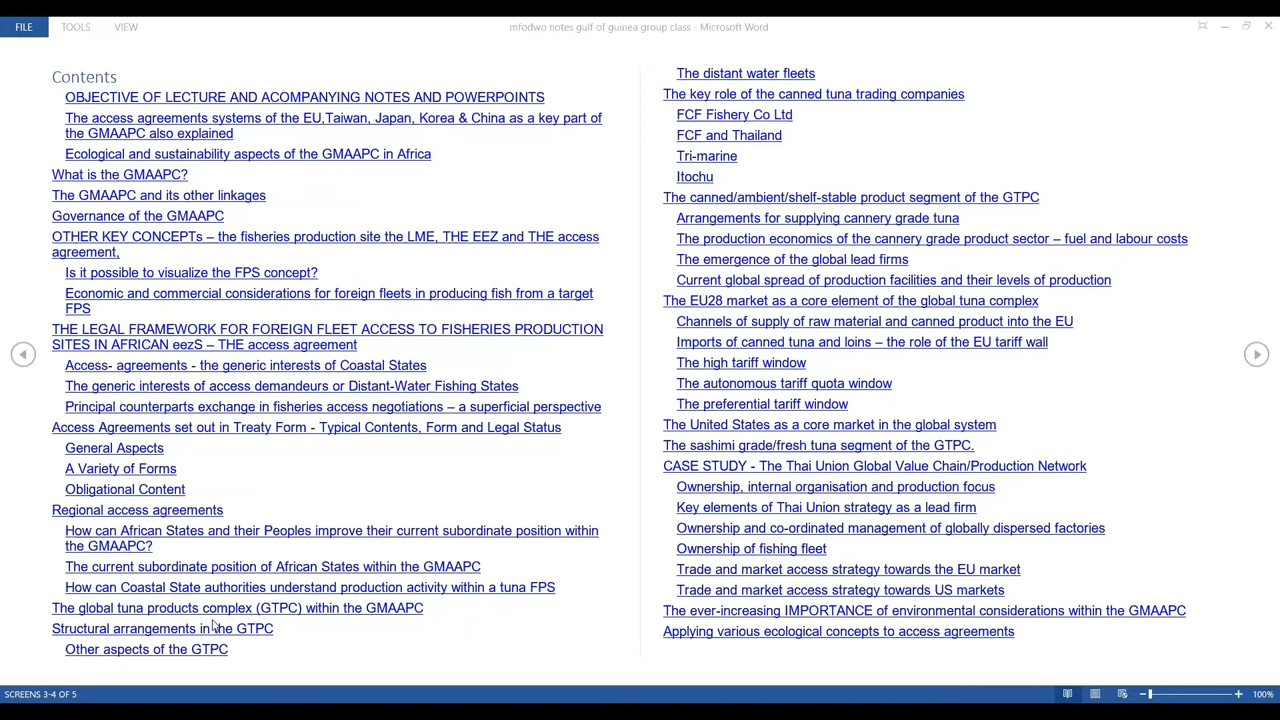 FILE TOOLS VIEW mfodwo notes gulf of guinea group class - Microsoft Word
Contents
OBJECTIVE OF LECTURE AND ACOMPANYING NOTES AND POWERPOINTS
The access agreements systems of the EU,Taiwan, Japan, Korea & China as a key part of
the GMAAPC also explained
Ecological and sustainability aspects of the GMAAPC in Africa
What is the GMAAPC?
The GMAAPC and its other linkages
Governance of the GMAAPC
OTHER KEY CONCEPTs – the fisheries production site the LME, THE EEZ and THE access
agreement,
Is it possible to visualize the FPS concept?
Economic and commercial considerations for foreign fleets in producing fish from a target
FPS
THE LEGAL FRAMEWORK FOR FOREIGN FLEET ACCESS TO FISHERIES PRODUCTION
SITES IN AFRICAN eezS – THE access agreement
Access- agreements - the generic interests of Coastal States
The generic interests of access demandeurs or Distant-Water Fishing States
Principal counterparts exchange in fisheries access negotiations – a superficial perspective
Access Agreements set out in Treaty Form - Typical Contents, Form and Legal Status
General Aspects
A Variety of Forms
Obligational Content
Regional access agreements
How can African States and their Peoples improve their current subordinate position within
the GMAAPC?
The current subordinate position of African States within the GMAAPC
How can Coastal State authorities understand production activity within a tuna FPS
The global tuna products complex (GTPC) within the GMAAPC
Structural arrangements in the GTPC
Other aspects of the GTPC
The distant water fleets
The key role of the canned tuna trading companies
FCF Fishery Co Ltd
FCF and Thailand
Tri-marine
Itochu
The canned/ambient/shelf-stable product segment of the GTPC
Arrangements for supplying cannery grade tuna
The production economics of the cannery grade product sector – fuel and labour costs
The emergence of the global lead firms
Current global spread of production facilities and their levels of production
The EU28 market as a core element of the global tuna complex
Channels of supply of raw material and canned product into the EU
Imports of canned tuna and loins – the role of the EU tariff wall
The high tariff window
The autonomous tariff quota window
The preferential tariff window
The United States as a core market in the global system
The sashimi grade/fresh tuna segment of the GTPC.
CASE STUDY - The Thai Union Global Value Chain/Production Network
Ownership, internal organisation and production focus
Key elements of Thai Union strategy as a lead firm
Ownership and co-ordinated management of globally dispersed factories
Ownership of fishing fleet
Trade and market access strategy towards the EU market
Trade and market access strategy towards US markets
The ever-increasing IMPORTANCE of environmental considerations within the GMAAPC
Applying various ecological concepts to access agreements
SCREENS 3-4 OF 5 100%